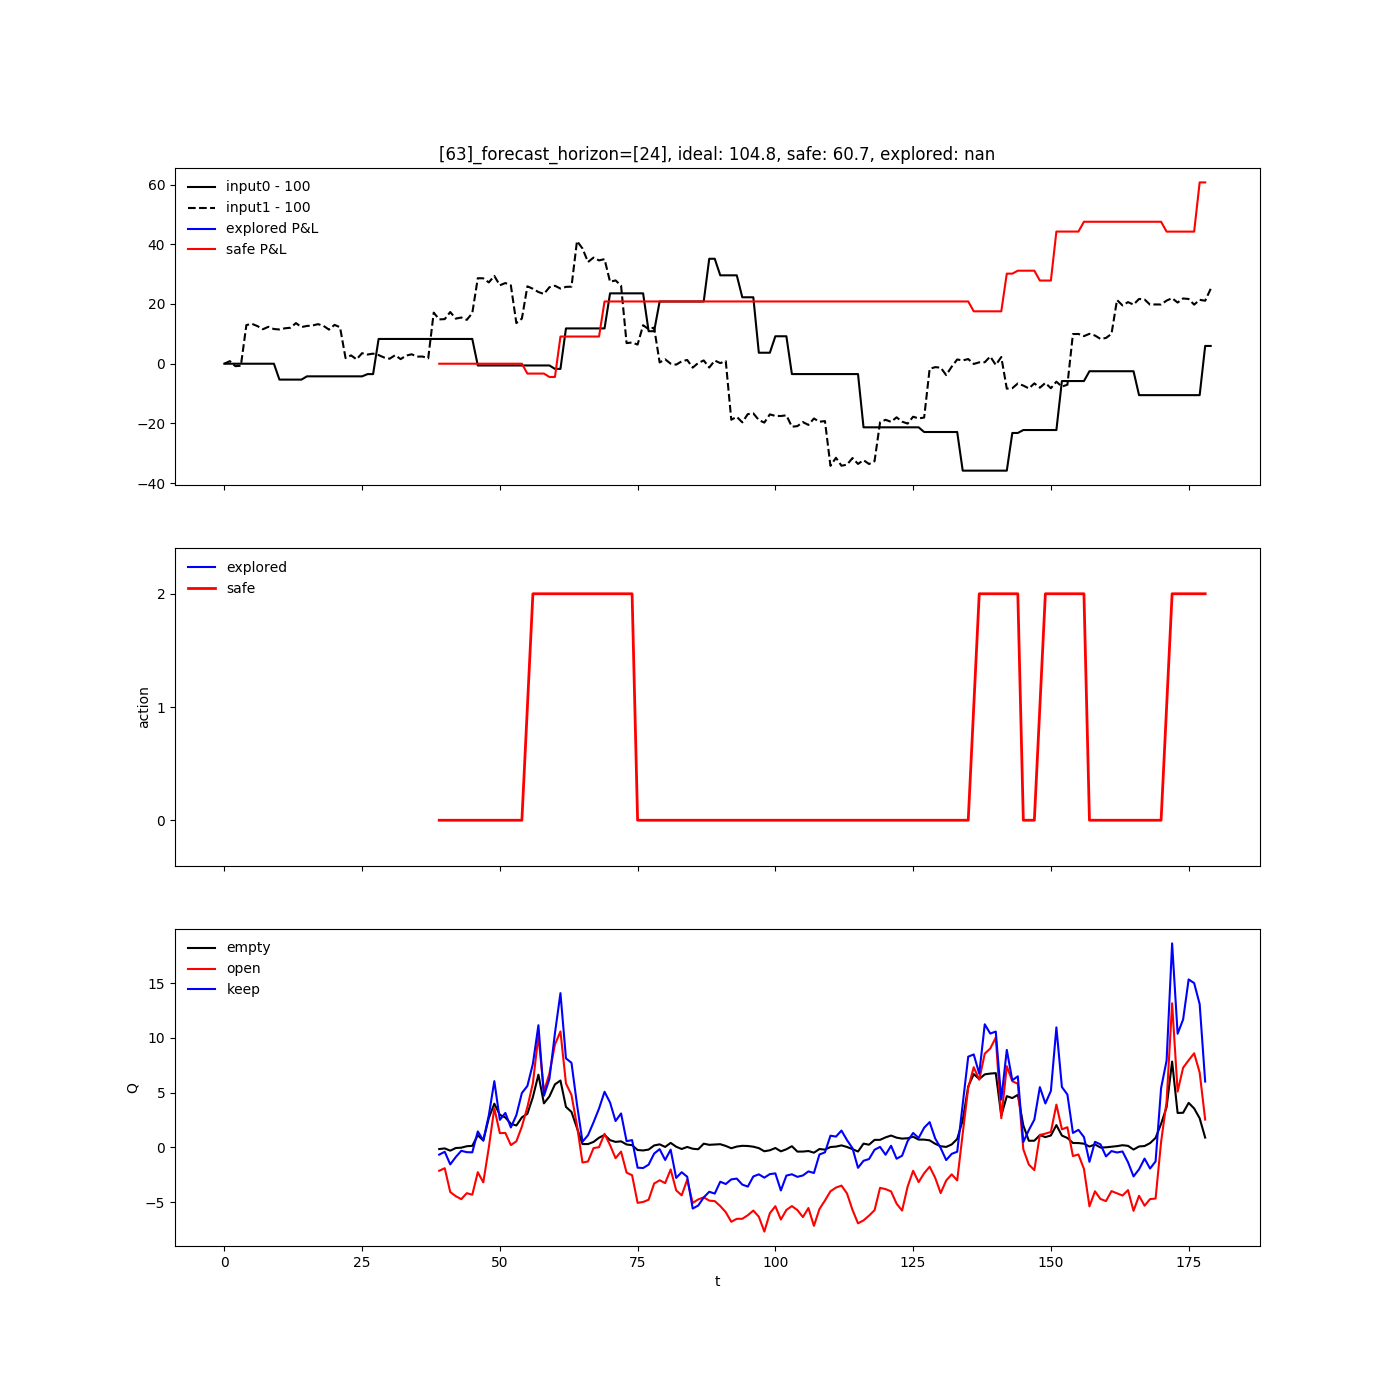 [63]_forecast_horizon=[24], ideal: 104.8, safe: 60.7, explored: nan
60
40
20
0
−20
−40
input0 - 100
input1 - 100
explored P&L
safe P&L
action
2
1
0
explored
safe
Q
15
10
5
0
−5
empty
open
keep
0 25 50 75 100 125 150 175
t